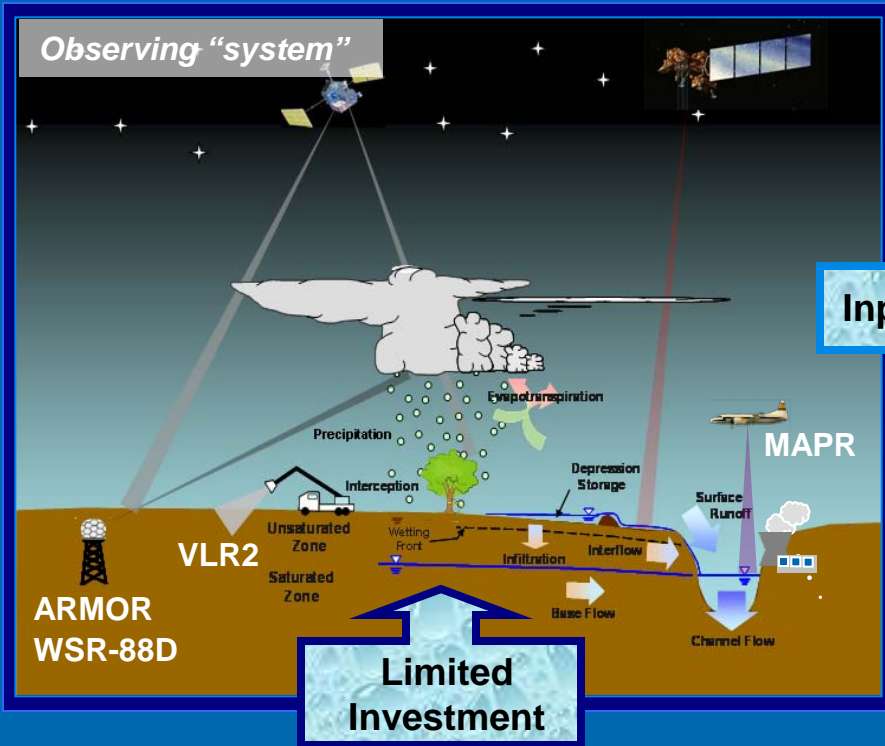 Observing “system”
Inp
Evapotranspiration
Precipitation
MAPR
Depression
Storage
Interception
Surface
Runoff
Unsaturated
Zone
Wetting
Front
VLR2
Infiltration
Interflow
Saturated
Zone
ARMOR
WSR-88D
Base Flow
Channel Flow
Limited
Investment